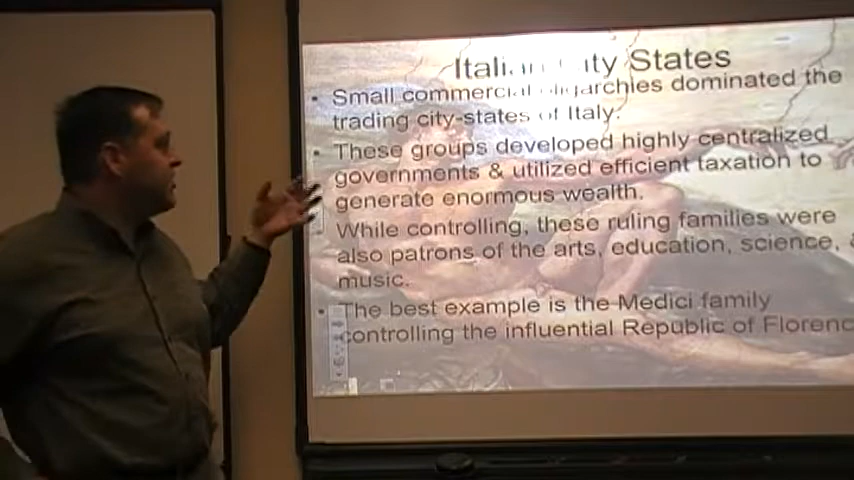 Italian City States
• Small commercial oligarchies dominated the
trading city-states of Italy.
• These groups developed highly centralized
governments & utilized efficient taxation to
generate enormous wealth.
While controlling, these ruling families were
also patrons of the arts, education, science, &
music.
• The best example is the Medici family
controlling the influential Republic of Florenc